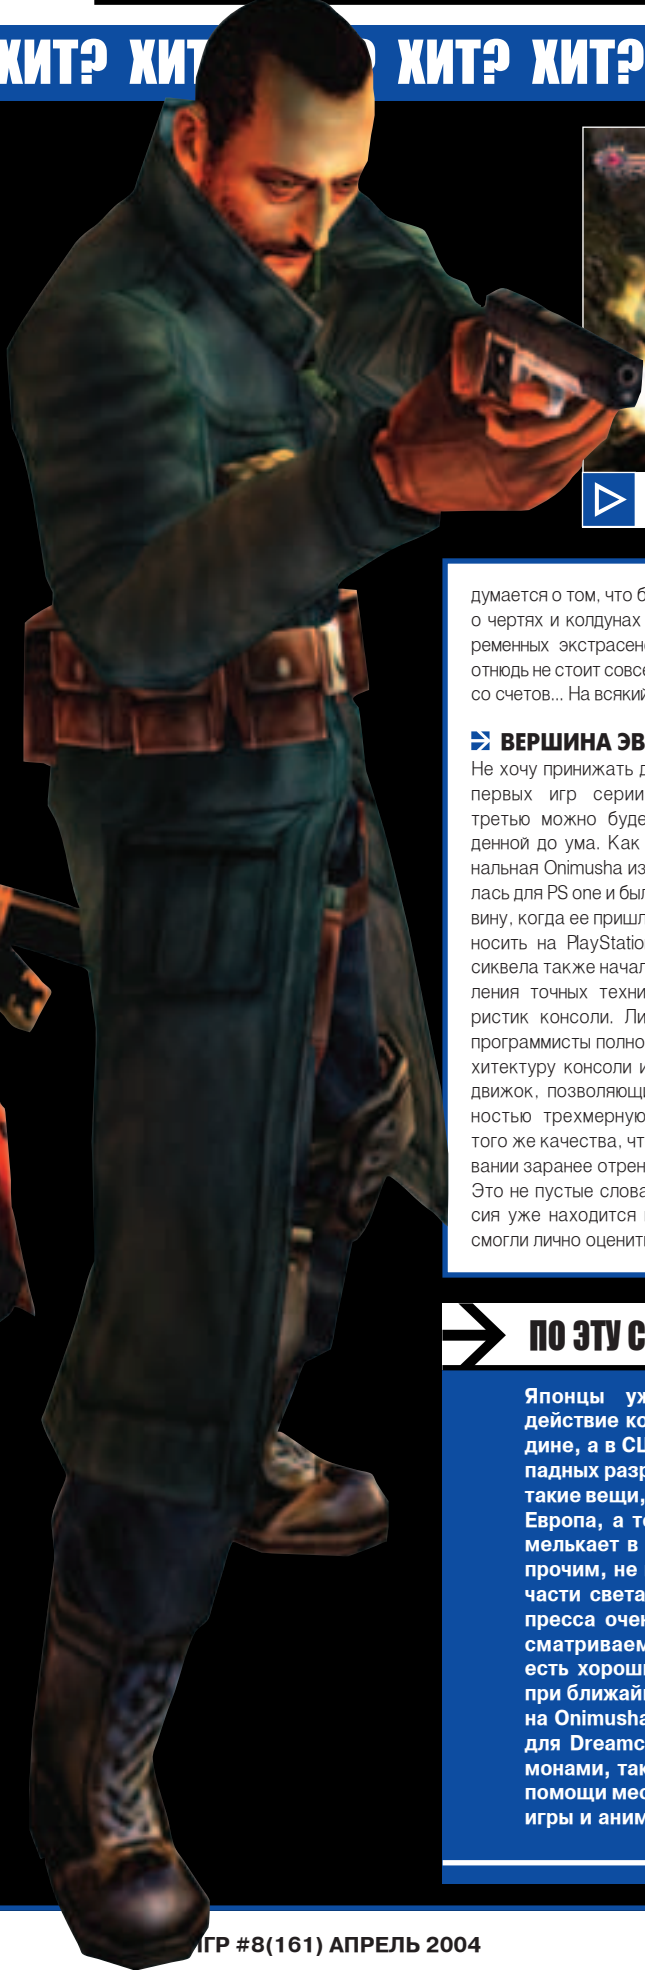 ХИТ? ХИТ? ХИТ? ХИТ?
думается о том, что б
о чертях и колдунах
ременных экстрасен
отнюдь не стоит совсе
со счетов... На всякий
ВЕРШИНА ЭВ
Не хочу принижать д
первых игр серии
третью можно буде
денной до ума. Как
нальная Onimusha из
лась для PS one и был
вину, когда ее пришл
носить на PlayStation
сиквела также начал
ления точных техни
ристик консоли. Ли
программисты полно
хитектуру консоли и
движок, позволяющи
ностью трехмерную
того же качества, чт
вании заранее отрен
Это не пустые слова
сия уже находится
смогли лично оценит
ПО ЭТУ С
Японцы уж
действие ко
дине, а в СШ
падных разр
такие вещи,
Европа, а то
мелькает в
прочим, не
части света
пресса очен
сматриваем
есть хороши
при ближай
на Onimusha
для Dreamc
монами, так
помощи мес
игры и аним
ИГР #8(161) АПРЕЛЬ 2004